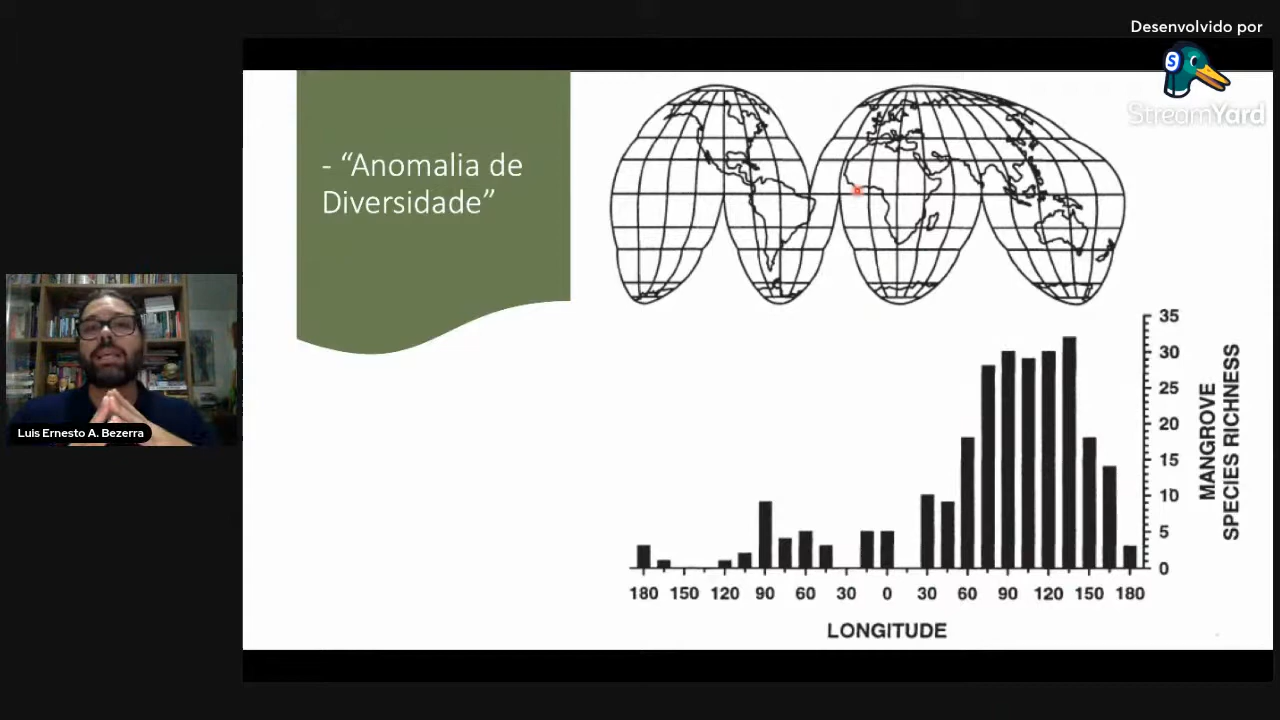 Desenvolvido por
S
StreamYard
- “Anomalia de
Diversidade”
Luis Ernesto A. Bezerra
35
30
25
20
15
10
5
0
MANGROVE
SPECIES RICHNESS
180 150 120 90 60 30 0 30 60 90 120 150 180
LONGITUDE